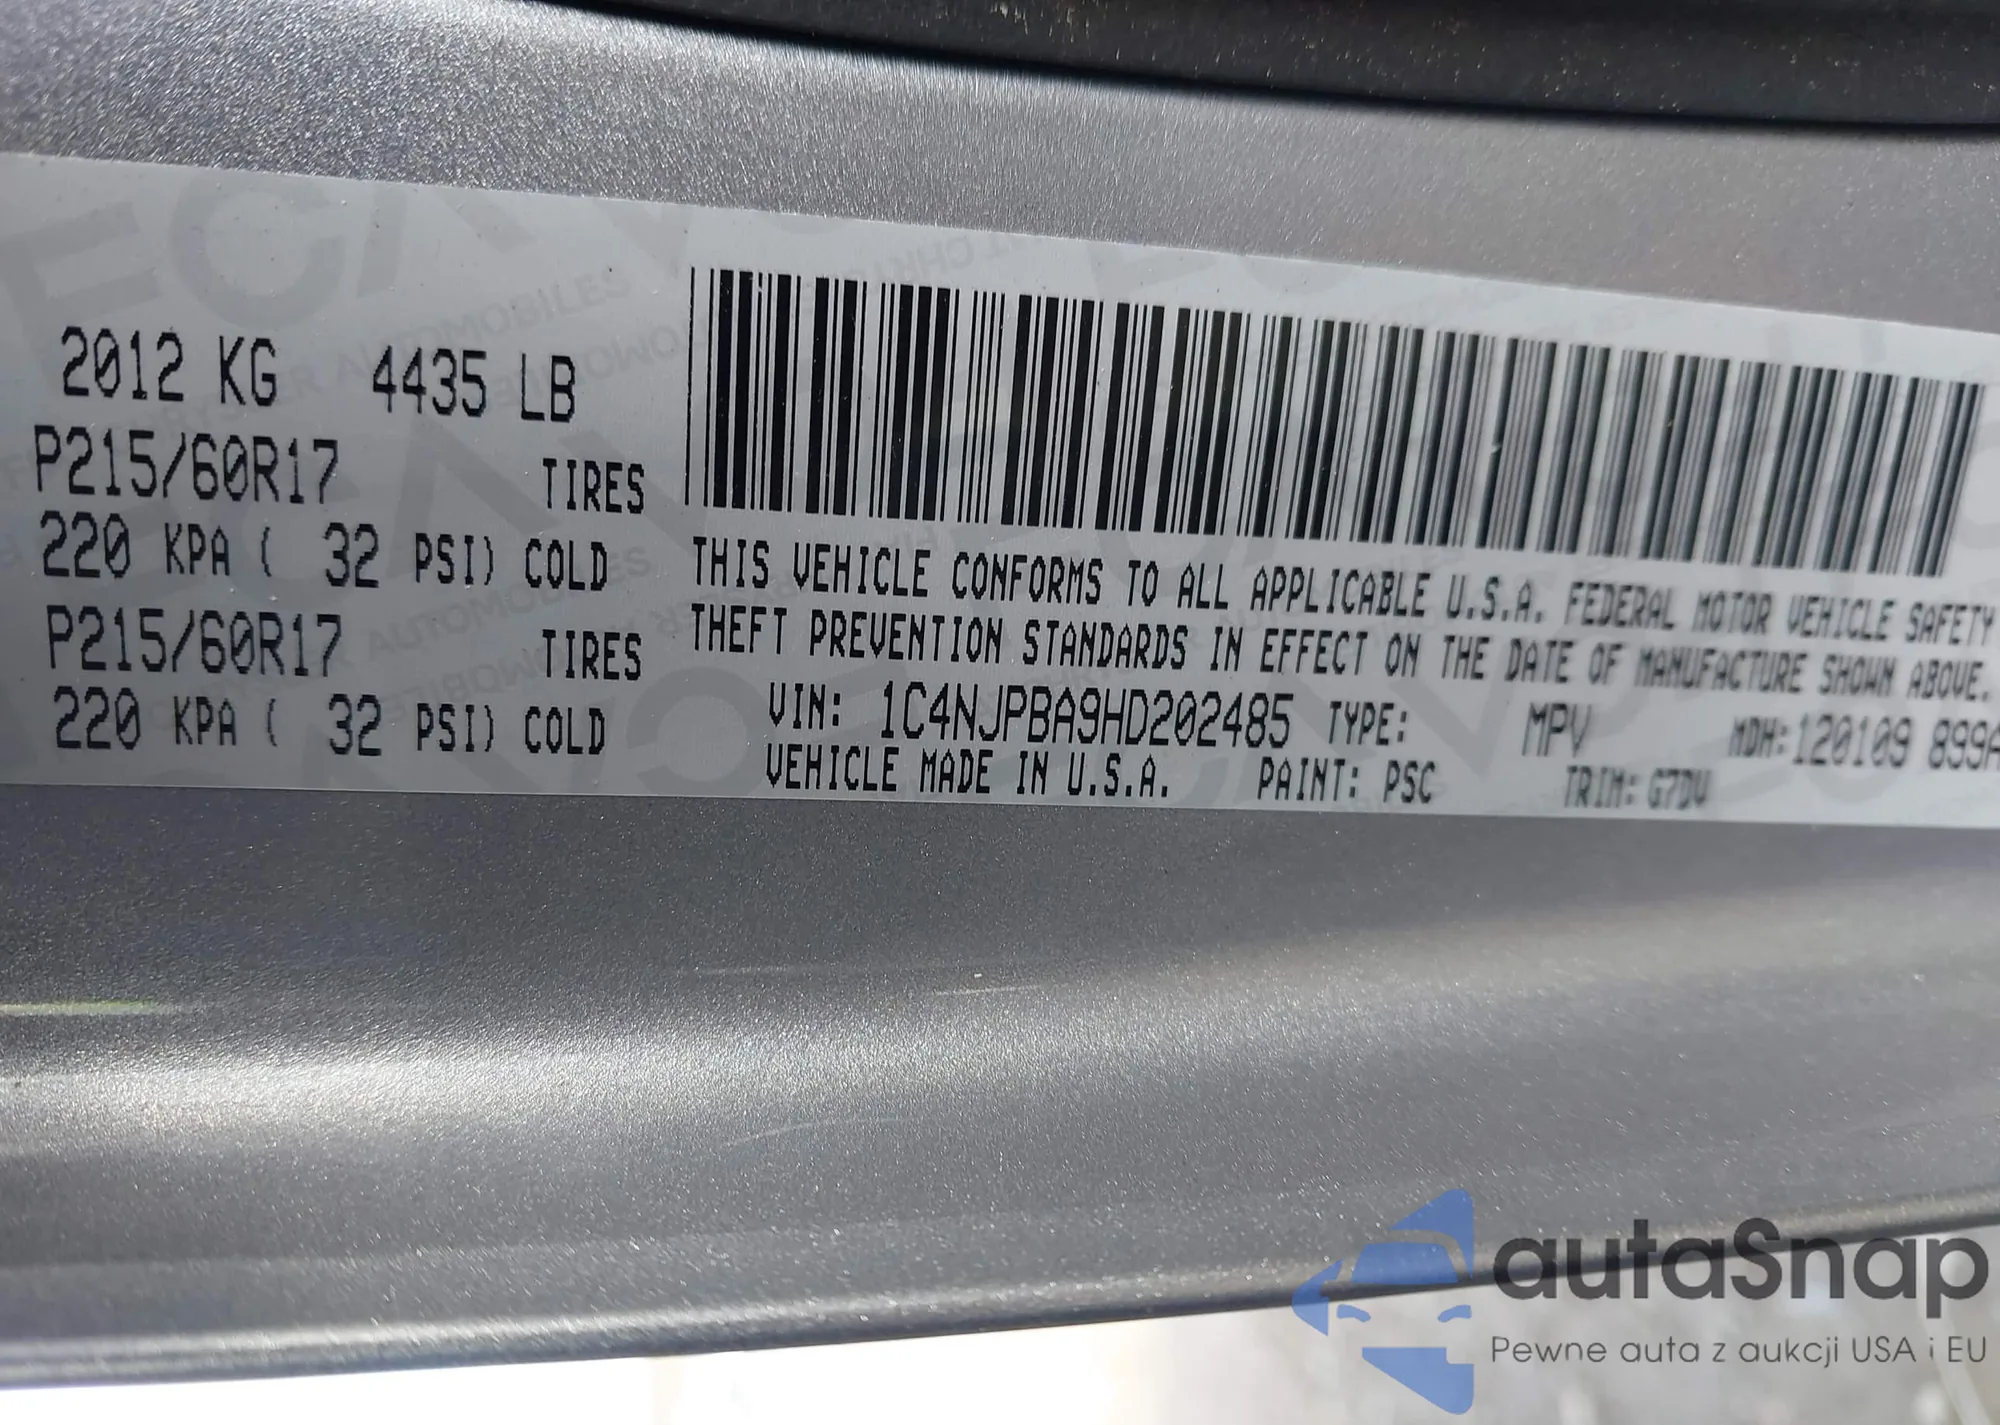 2012 KG 4435 LB
P215/60R17 TIRES
220 KPA ( 32 PSI) COLD
P215/60R17 TIRES
220 KPA ( 32 PSI) COLD
THIS VEHICLE CONFORMS TO ALL APPLICABLE U.S.A. FEDERAL MOTOR VEHICLE SAFETY
THEFT PREVENTION STANDARDS IN EFFECT ON THE DATE OF MANUFACTURE SHOWN ABOVE.
VIN: 1C4NJPBA9HD202485 TYPE: MPV MDH: 120109 899A
VEHICLE MADE IN U.S.A. PAINT: PSC TRIM: G7DV
autaSnap
Pewne auta z aukcji USA i EU